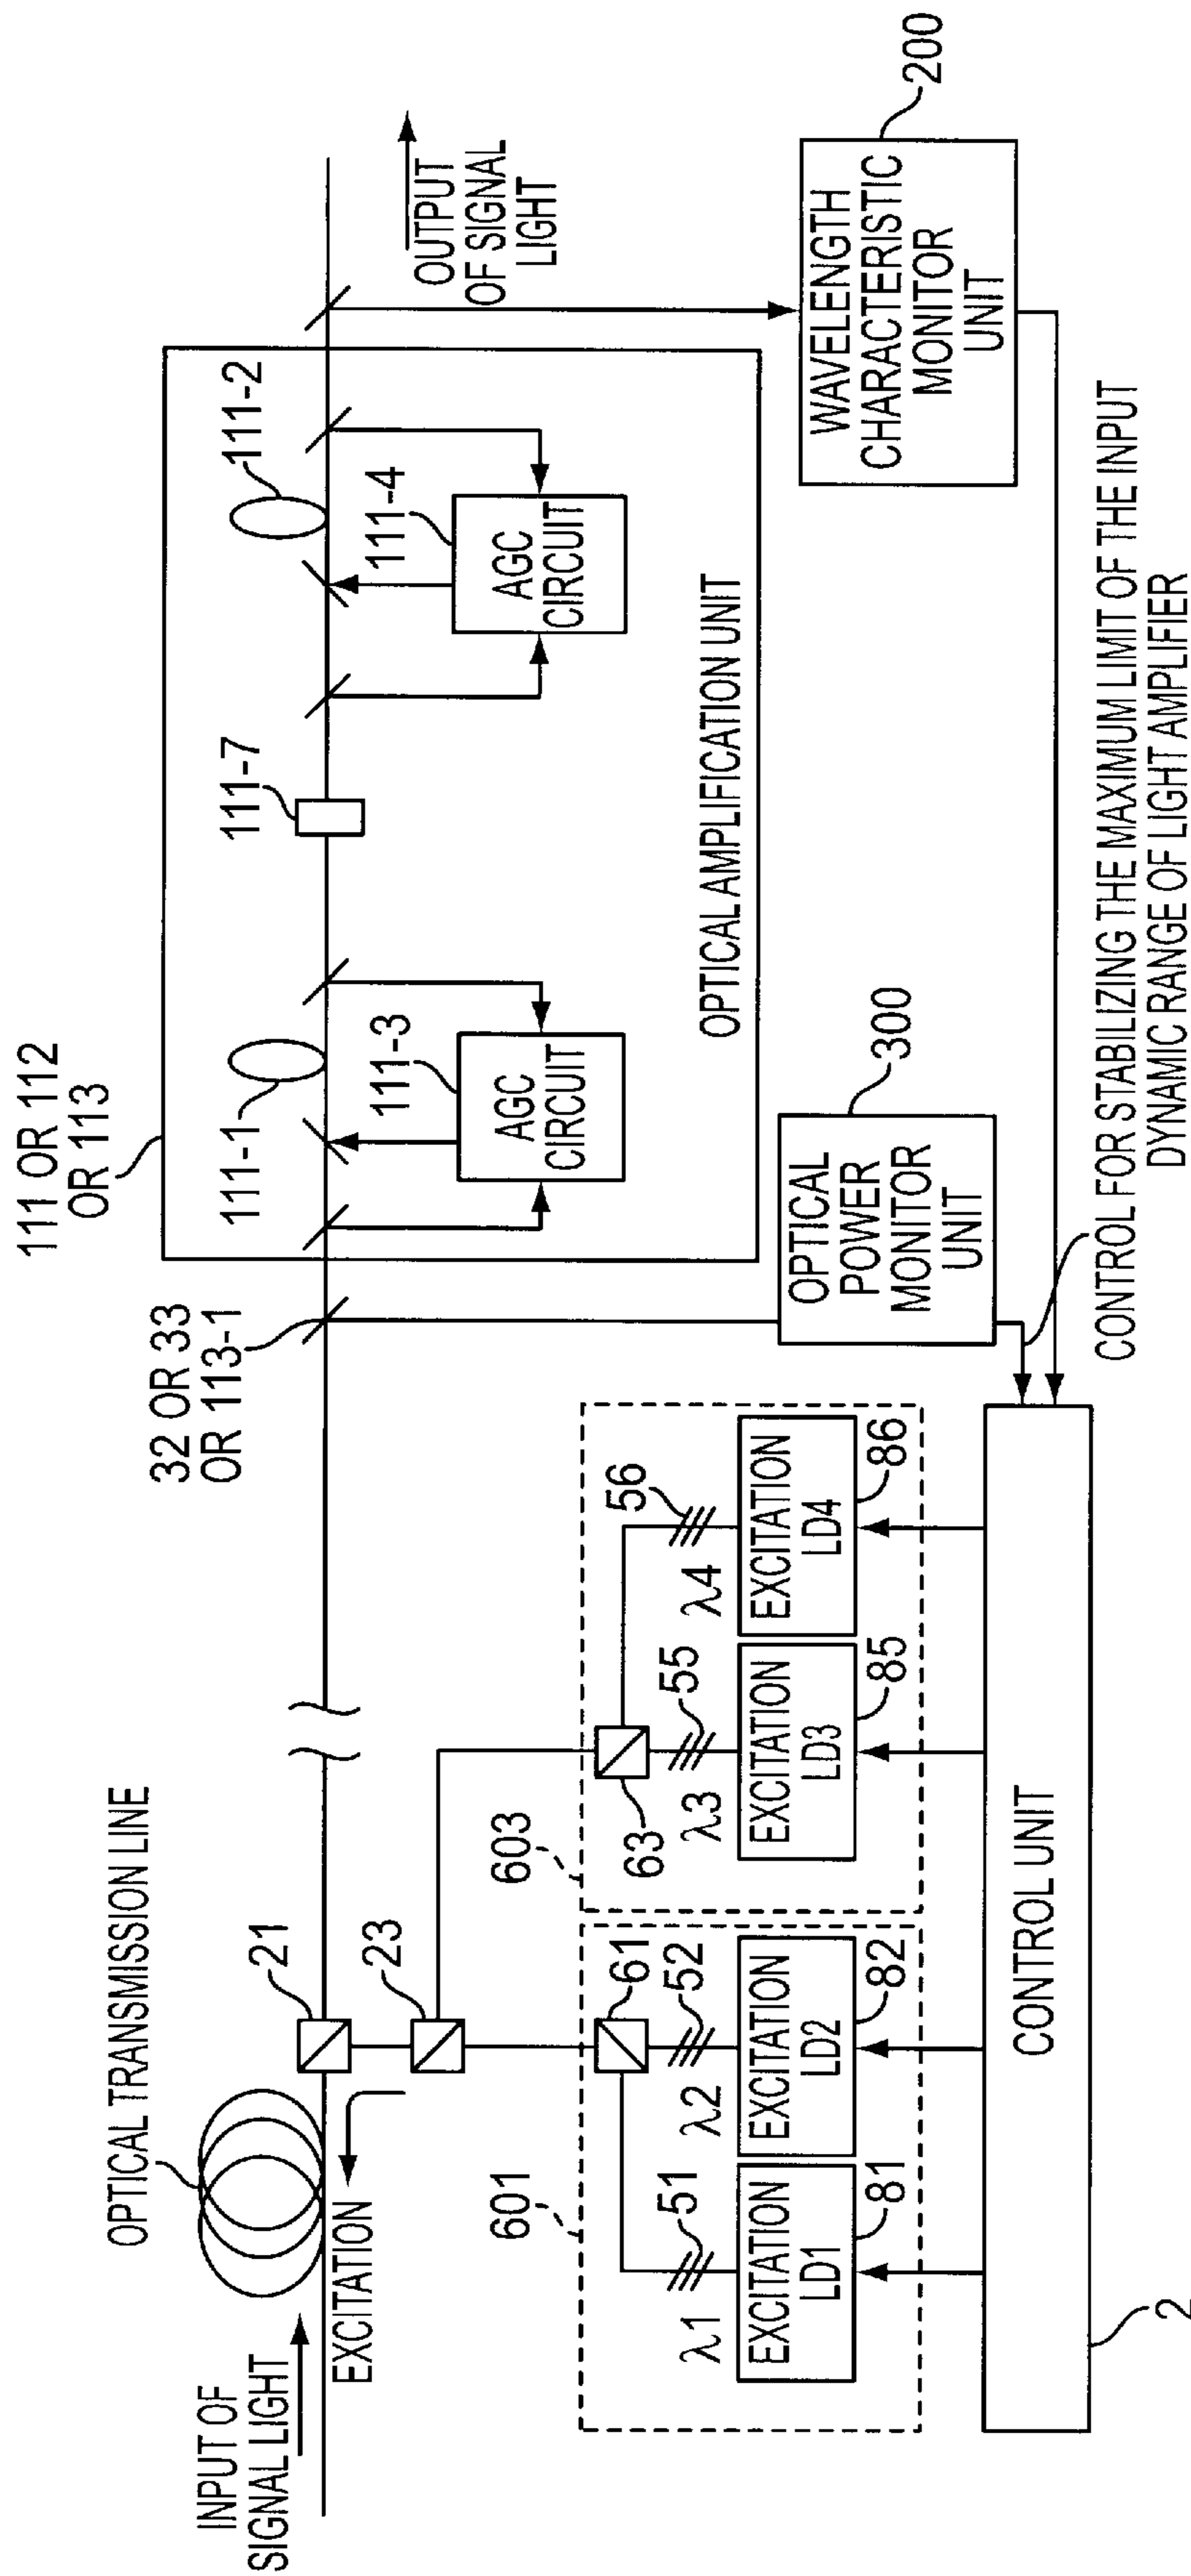 INPUT OF
SIGNAL LIGHT
EXCITATION
OPTICAL TRANSMISSION LINE
21
23
32 OR 33
OR 113-1
111 OR 112
OR 113
111-1
111-3
AGC
CIRCUIT
111-7
111-2
111-4
AGC
CIRCUIT
OPTICAL AMPLIFICATION UNIT
OUTPUT
OF SIGNAL
LIGHT
601
61
51
52
λ1
λ2
EXCITATION
LD1
81
EXCITATION
LD2
82
603
63
55
56
λ3
λ4
EXCITATION
LD3
85
EXCITATION
LD4
86
OPTICAL
POWER
MONITOR
UNIT
300
WAVELENGTH
CHARACTERISTIC
MONITOR
UNIT
200
CONTROL UNIT
2
CONTROL FOR STABILIZING THE MAXIMUM LIMIT OF THE INPUT
DYNAMIC RANGE OF LIGHT AMPLIFIER